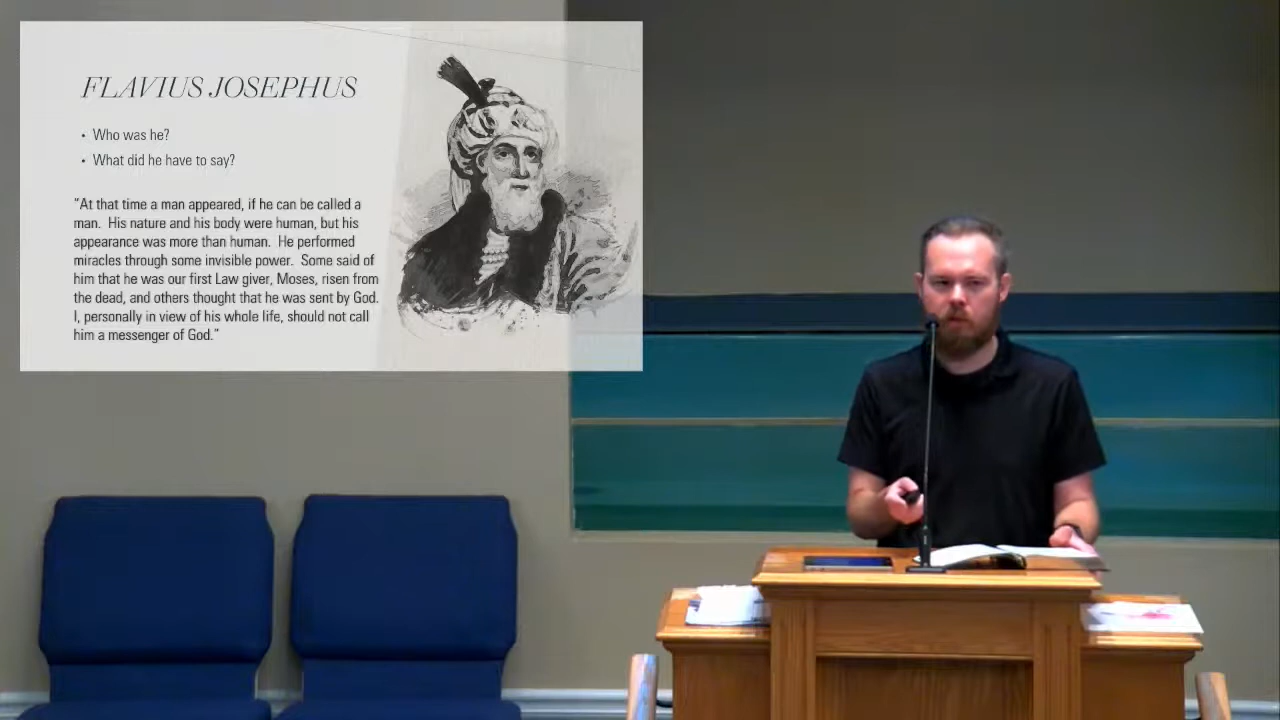 FLAVIUS JOSEPHUS
• Who was he?
• What did he have to say?
“At that time a man appeared, if he can be called a
man. His nature and his body were human, but his
appearance was more than human. He performed
miracles through some invisible power. Some said of
him that he was our first Law giver, Moses, risen from
the dead, and others thought that he was sent by God.
I, personally in view of his whole life, should not call
him a messenger of God.”